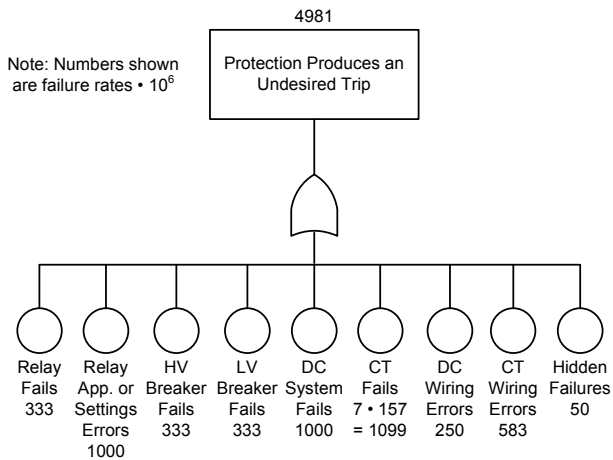 4981
Note: Numbers shown
are failure rates • 10⁶
Protection Produces an
Undesired Trip
Relay
Fails
333
Relay
App. or
Settings
Errors
1000
HV
Breaker
Fails
333
LV
Breaker
Fails
333
DC
System
Fails
1000
CT
Fails
7 • 157
= 1099
DC
Wiring
Errors
250
CT
Wiring
Errors
583
Hidden
Failures
50